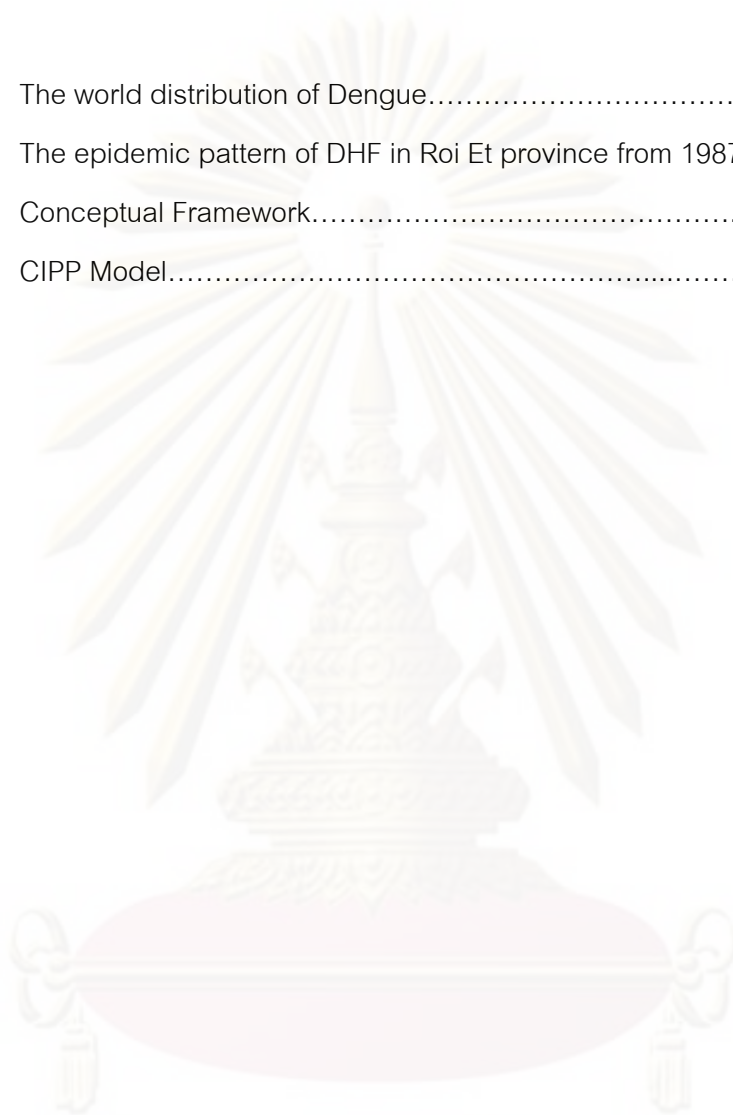 The world distribution of Dengue……………………………
The epidemic pattern of DHF in Roi Et province from 1987
Conceptual Framework………………………………………
CIPP Model……………………………………………...……